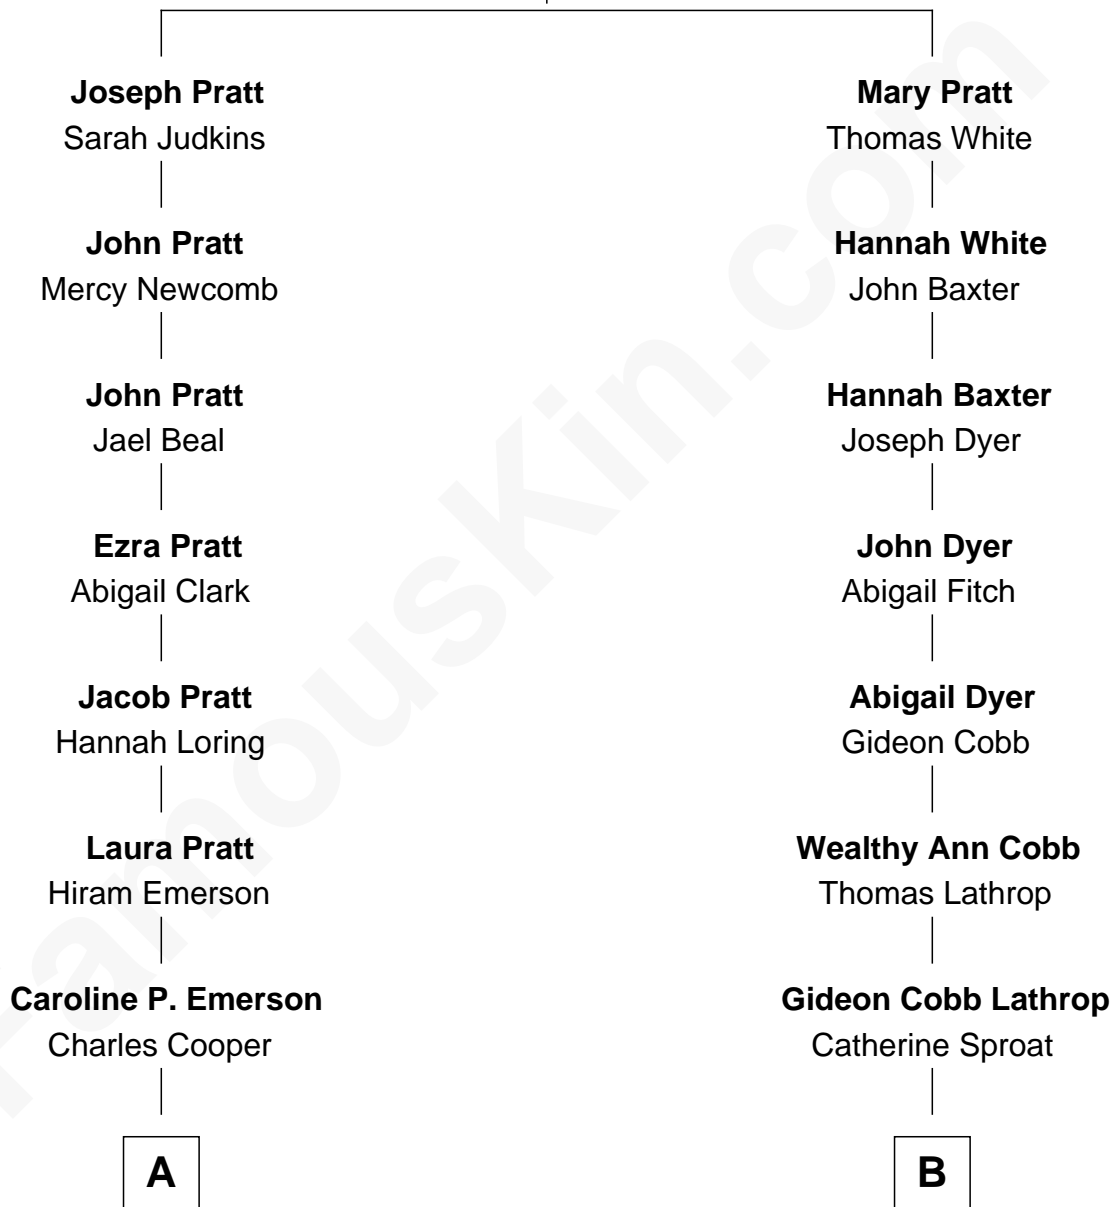 Joseph Pratt
Sarah Judkins
John Pratt
Mercy Newcomb
John Pratt
Jael Beal
Ezra Pratt
Abigail Clark
Jacob Pratt
Hannah Loring
Laura Pratt
Hiram Emerson
Caroline P. Emerson
Charles Cooper
A
Mary Pratt
Thomas White
Hannah White
John Baxter
Hannah Baxter
Joseph Dyer
John Dyer
Abigail Fitch
Abigail Dyer
Gideon Cobb
Wealthy Ann Cobb
Thomas Lathrop
Gideon Cobb Lathrop
Catherine Sproat
B
FamousKin.com